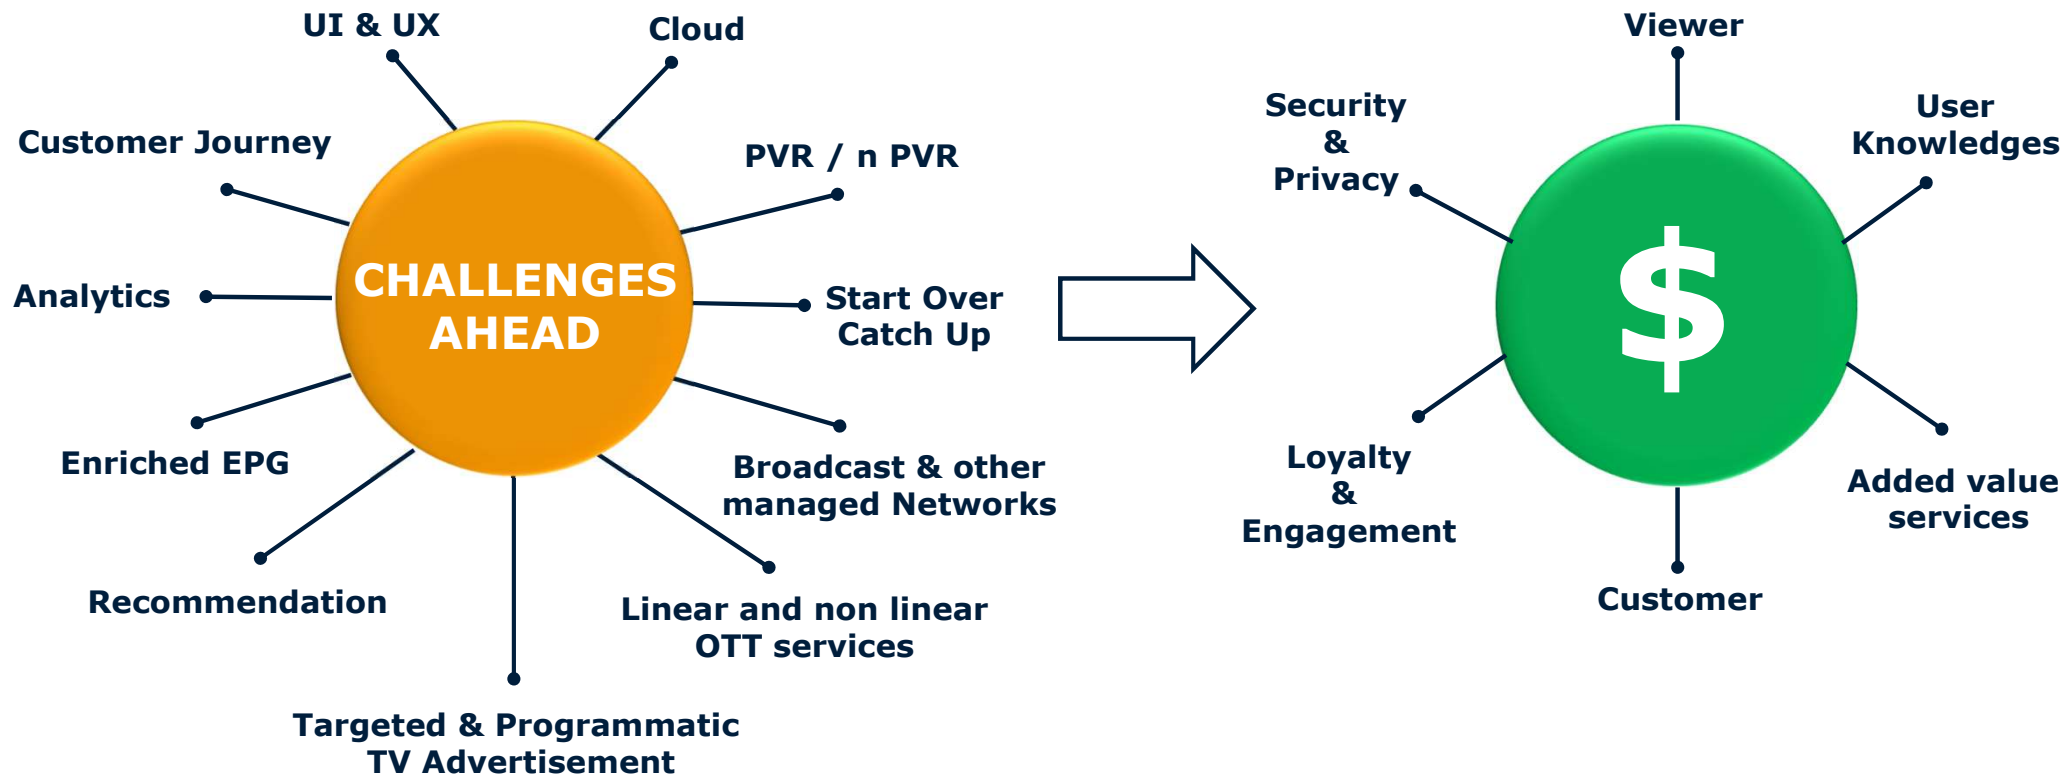 UI & UX
Cloud
Customer Journey
PVR / n PVR
Analytics
CHALLENGES
AHEAD
Start Over
Catch Up
Enriched EPG
Broadcast & other
managed Networks
Recommendation
Linear and non linear
OTT services
Targeted & Programmatic
TV Advertisement
Viewer
Security
&
Privacy
User
Knowledges
$
Loyalty
&
Engagement
Added value
services
Customer